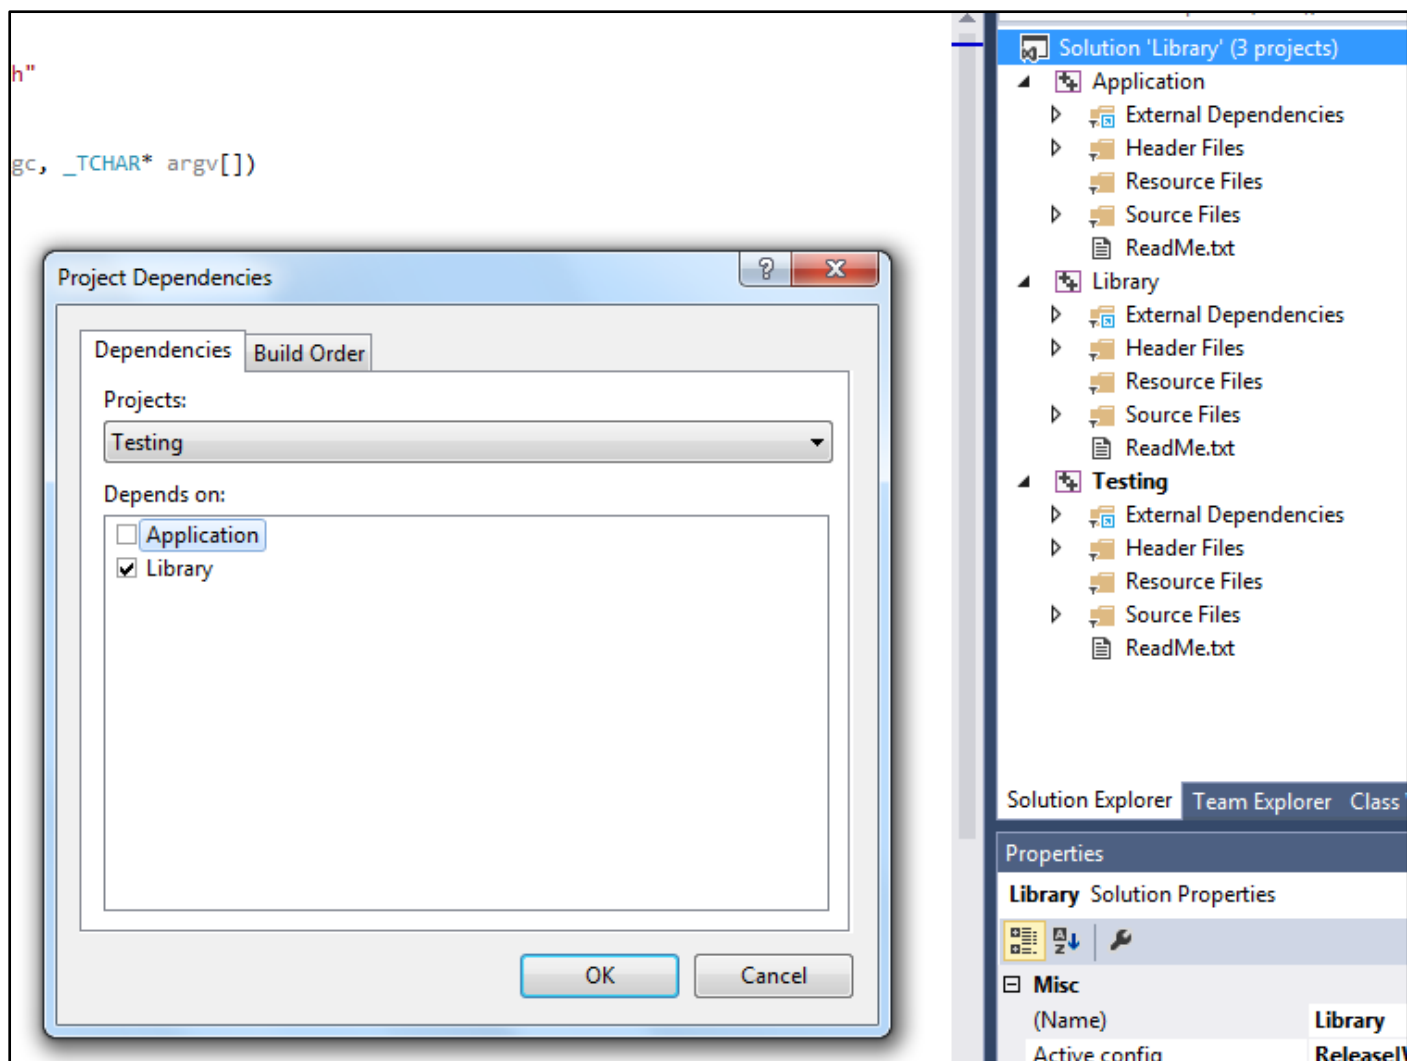 h"
gc, _TCHAR* argv[])
Project Dependencies
Dependencies
Build Order
Projects:
Testing
Depends on:
Application
Library
OK
Cancel
Solution 'Library' (3 projects)
Application
External Dependencies
Header Files
Resource Files
Source Files
ReadMe.txt
Library
External Dependencies
Header Files
Resource Files
Source Files
ReadMe.txt
Testing
External Dependencies
Header Files
Resource Files
Source Files
ReadMe.txt
Solution Explorer
Team Explorer
Class
Properties
Library Solution Properties
Misc
(Name) Library
Active config